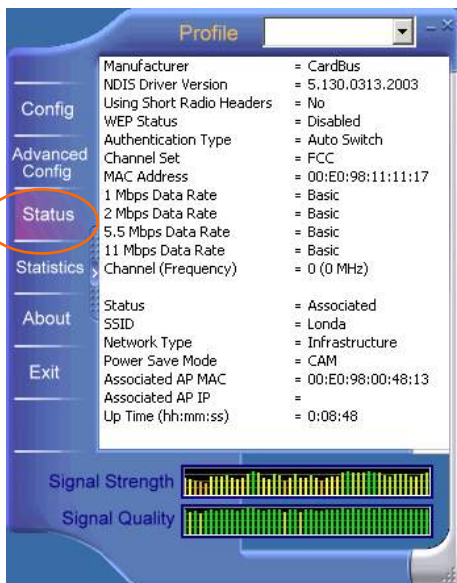 Profile
Config
Advanced
Config
Status
Statistics
About
Exit
Manufacturer = CardBus
NDIS Driver Version = 5.130.0313.2003
Using Short Radio Headers = No
WEP Status = Disabled
Authentication Type = Auto Switch
Channel Set = FCC
MAC Address = 00:E0:98:11:11:17
1 Mbps Data Rate = Basic
2 Mbps Data Rate = Basic
5.5 Mbps Data Rate = Basic
11 Mbps Data Rate = Basic
Channel (Frequency) = 0 (0 MHz)
Status = Associated
SSID = Londa
Network Type = Infrastructure
Power Save Mode = CAM
Associated AP MAC = 00:E0:98:00:48:13
Associated AP IP =
Up Time (hh:mm:ss) = 0:08:48
Signal Strength
Signal Quality